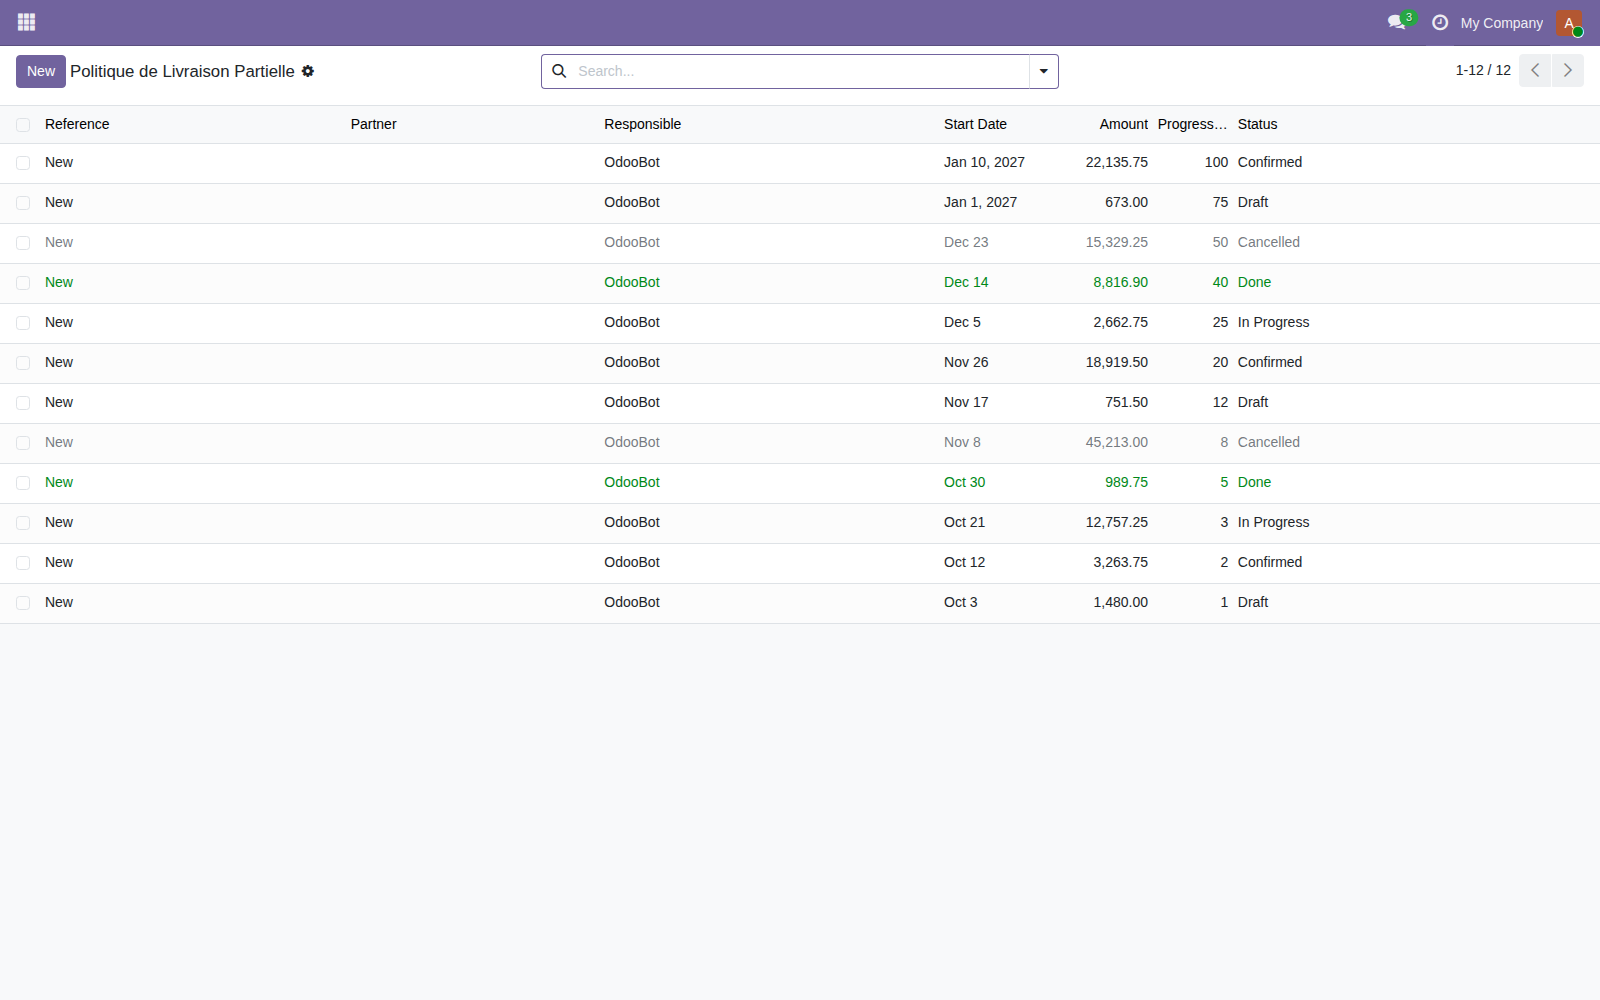 3 My Company A
New Politique de Livraison Partielle Search... 1-12 / 12
Reference Partner Responsible Start Date Amount Progress... Status
New OdooBot Jan 10, 2027 22,135.75 100 Confirmed
New OdooBot Jan 1, 2027 673.00 75 Draft
New OdooBot Dec 23 15,329.25 50 Cancelled
New OdooBot Dec 14 8,816.90 40 Done
New OdooBot Dec 5 2,662.75 25 In Progress
New OdooBot Nov 26 18,919.50 20 Confirmed
New OdooBot Nov 17 751.50 12 Draft
New OdooBot Nov 8 45,213.00 8 Cancelled
New OdooBot Oct 30 989.75 5 Done
New OdooBot Oct 21 12,757.25 3 In Progress
New OdooBot Oct 12 3,263.75 2 Confirmed
New OdooBot Oct 3 1,480.00 1 Draft